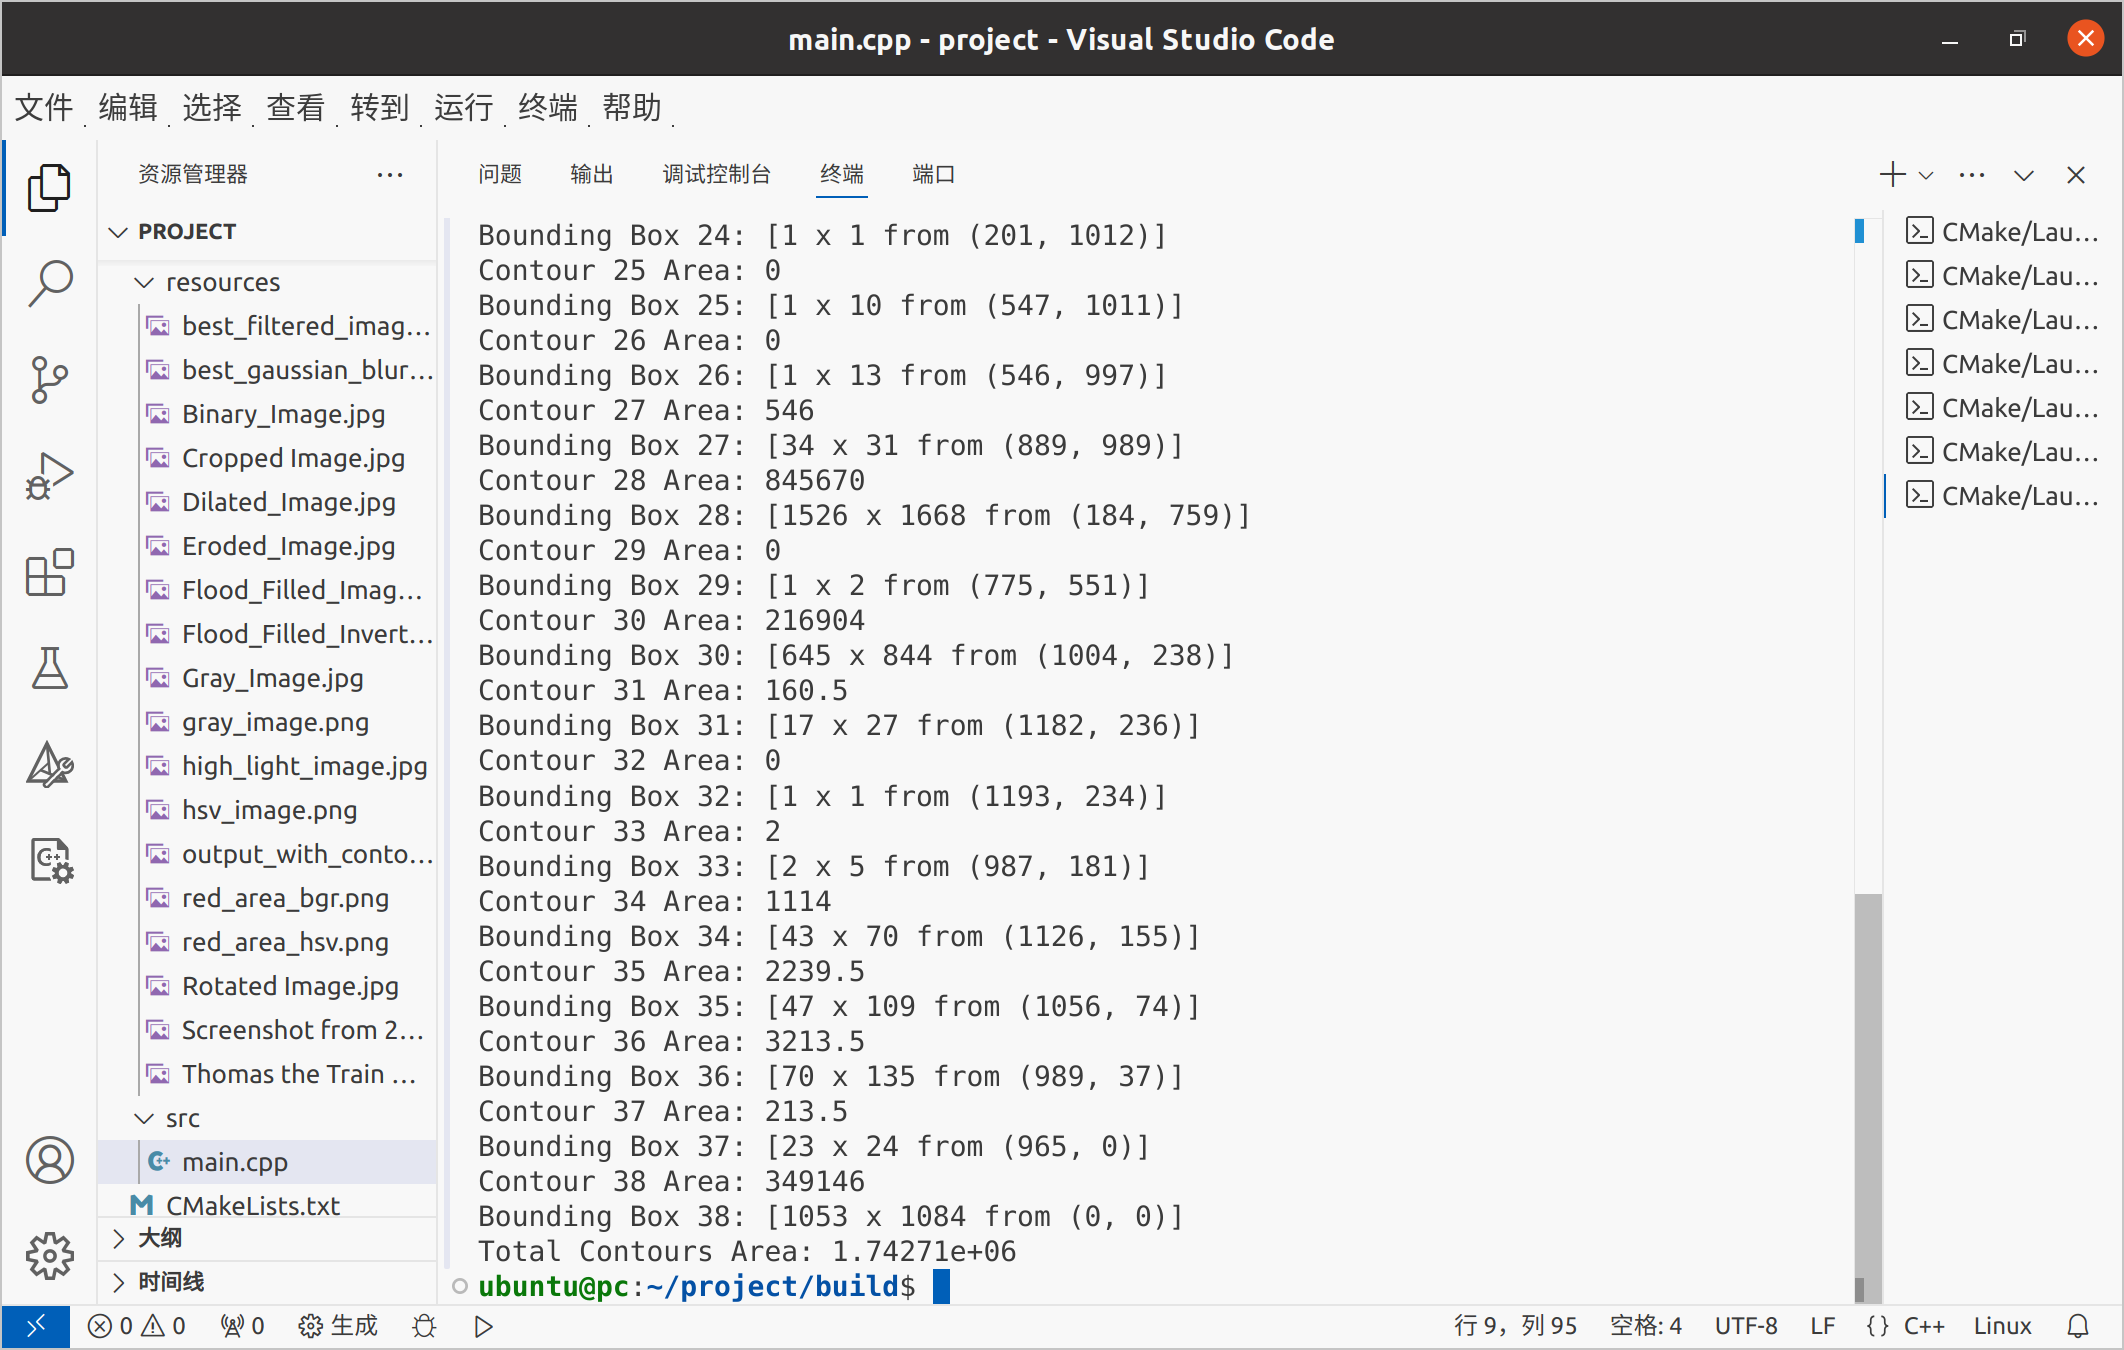 main.cpp - project - Visual Studio Code
文件 编辑 选择 查看 转到 运行 终端 帮助
资源管理器
PROJECT
resources
best_filtered_imag...
best_gaussian_blur...
Binary_Image.jpg
Cropped Image.jpg
Dilated_Image.jpg
Eroded_Image.jpg
Flood_Filled_Imag...
Flood_Filled_Invert...
Gray_Image.jpg
gray_image.png
high_light_image.jpg
hsv_image.png
output_with_conto...
red_area_bgr.png
red_area_hsv.png
Rotated Image.jpg
Screenshot from 2...
Thomas the Train ...
src
main.cpp
CMakeLists.txt
大纲
时间线
问题 输出 调试控制台 终端 端口
Bounding Box 24: [1 x 1 from (201, 1012)]
Contour 25 Area: 0
Bounding Box 25: [1 x 10 from (547, 1011)]
Contour 26 Area: 0
Bounding Box 26: [1 x 13 from (546, 997)]
Contour 27 Area: 546
Bounding Box 27: [34 x 31 from (889, 989)]
Contour 28 Area: 845670
Bounding Box 28: [1526 x 1668 from (184, 759)]
Contour 29 Area: 0
Bounding Box 29: [1 x 2 from (775, 551)]
Contour 30 Area: 216904
Bounding Box 30: [645 x 844 from (1004, 238)]
Contour 31 Area: 160.5
Bounding Box 31: [17 x 27 from (1182, 236)]
Contour 32 Area: 0
Bounding Box 32: [1 x 1 from (1193, 234)]
Contour 33 Area: 2
Bounding Box 33: [2 x 5 from (987, 181)]
Contour 34 Area: 1114
Bounding Box 34: [43 x 70 from (1126, 155)]
Contour 35 Area: 2239.5
Bounding Box 35: [47 x 109 from (1056, 74)]
Contour 36 Area: 3213.5
Bounding Box 36: [70 x 135 from (989, 37)]
Contour 37 Area: 213.5
Bounding Box 37: [23 x 24 from (965, 0)]
Contour 38 Area: 349146
Bounding Box 38: [1053 x 1084 from (0, 0)]
Total Contours Area: 1.74271e+06
ubuntu@pc:~/project/build$
CMake/Lau...
CMake/Lau...
CMake/Lau...
CMake/Lau...
CMake/Lau...
CMake/Lau...
CMake/Lau...
0 0 0 生成 行 9，列 95 空格: 4 UTF-8 LF {} C++ Linux